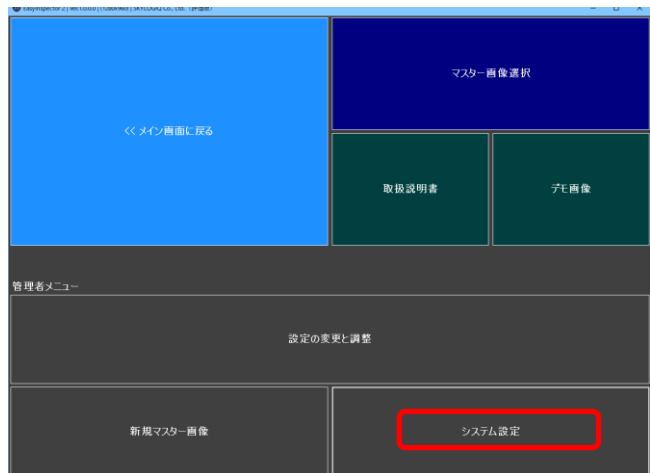 << メイン画面に戻る
マスター画像選択
取扱説明書
デモ画像
管理者メニュー
設定の変更と調整
新規マスター画像
システム設定